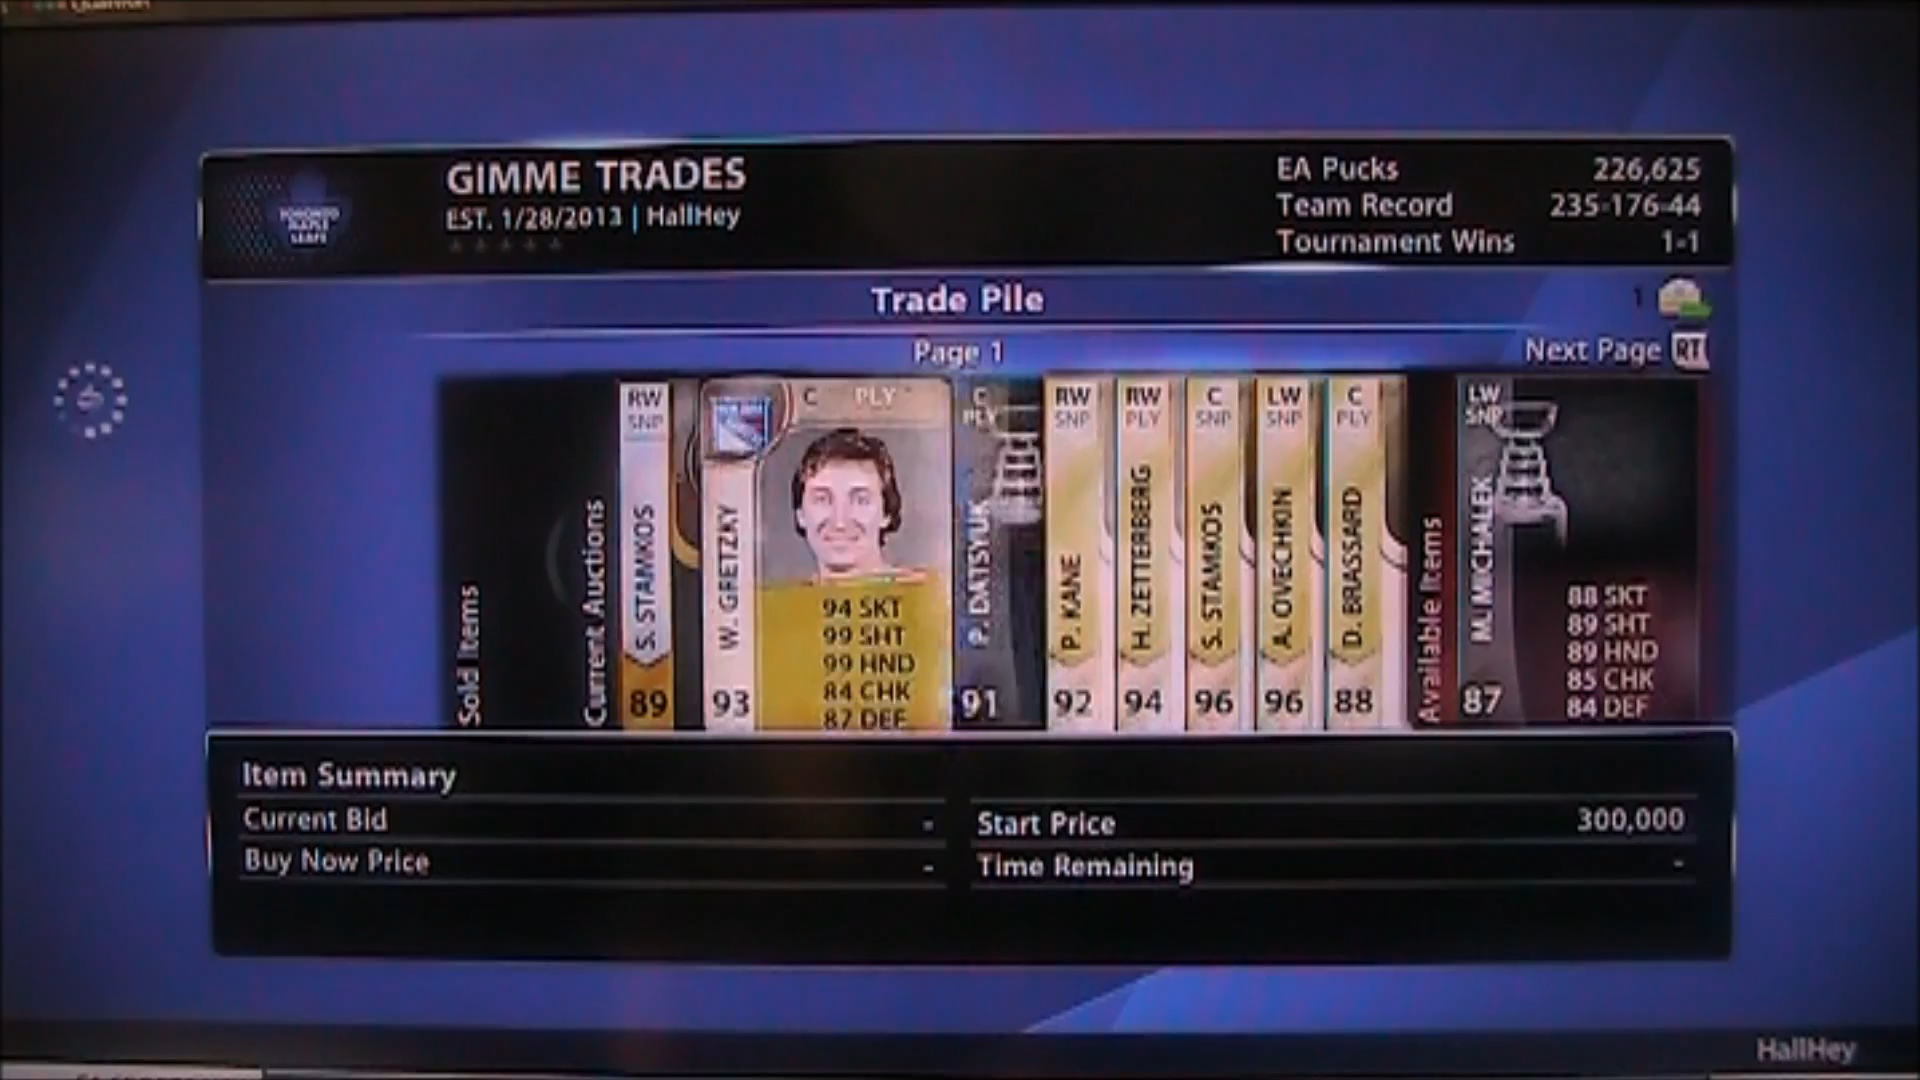 GIMME TRADES
EST. 1/28/2013 | HallHey
TORONTO
MAPLE
LEAFS
EA Pucks 226,625
Team Record 235-176-44
Tournament Wins 1-1
Trade Pile
1
Page 1
Next Page RT
Sold Items
Current Auctions
RW
SNP
S. STAMKOS
89
C PLY
W. GRETZKY
93
94 SKT
99 SHT
99 HND
84 CHK
87 DEF
C
PLY
P. DATSYUK
91
RW
SNP
P. KANE
92
RW
PLY
H. ZETTERBERG
94
C
SNP
S. STAMKOS
96
LW
SNP
A. OVECHKIN
96
C
PLY
D. BRASSARD
88
Available Items
LW
SNP
M. MICHALEK
87
88 SKT
89 SHT
89 HND
85 CHK
84 DEF
Item Summary
Current Bid -
Start Price 300,000
Buy Now Price -
Time Remaining -
HallHey